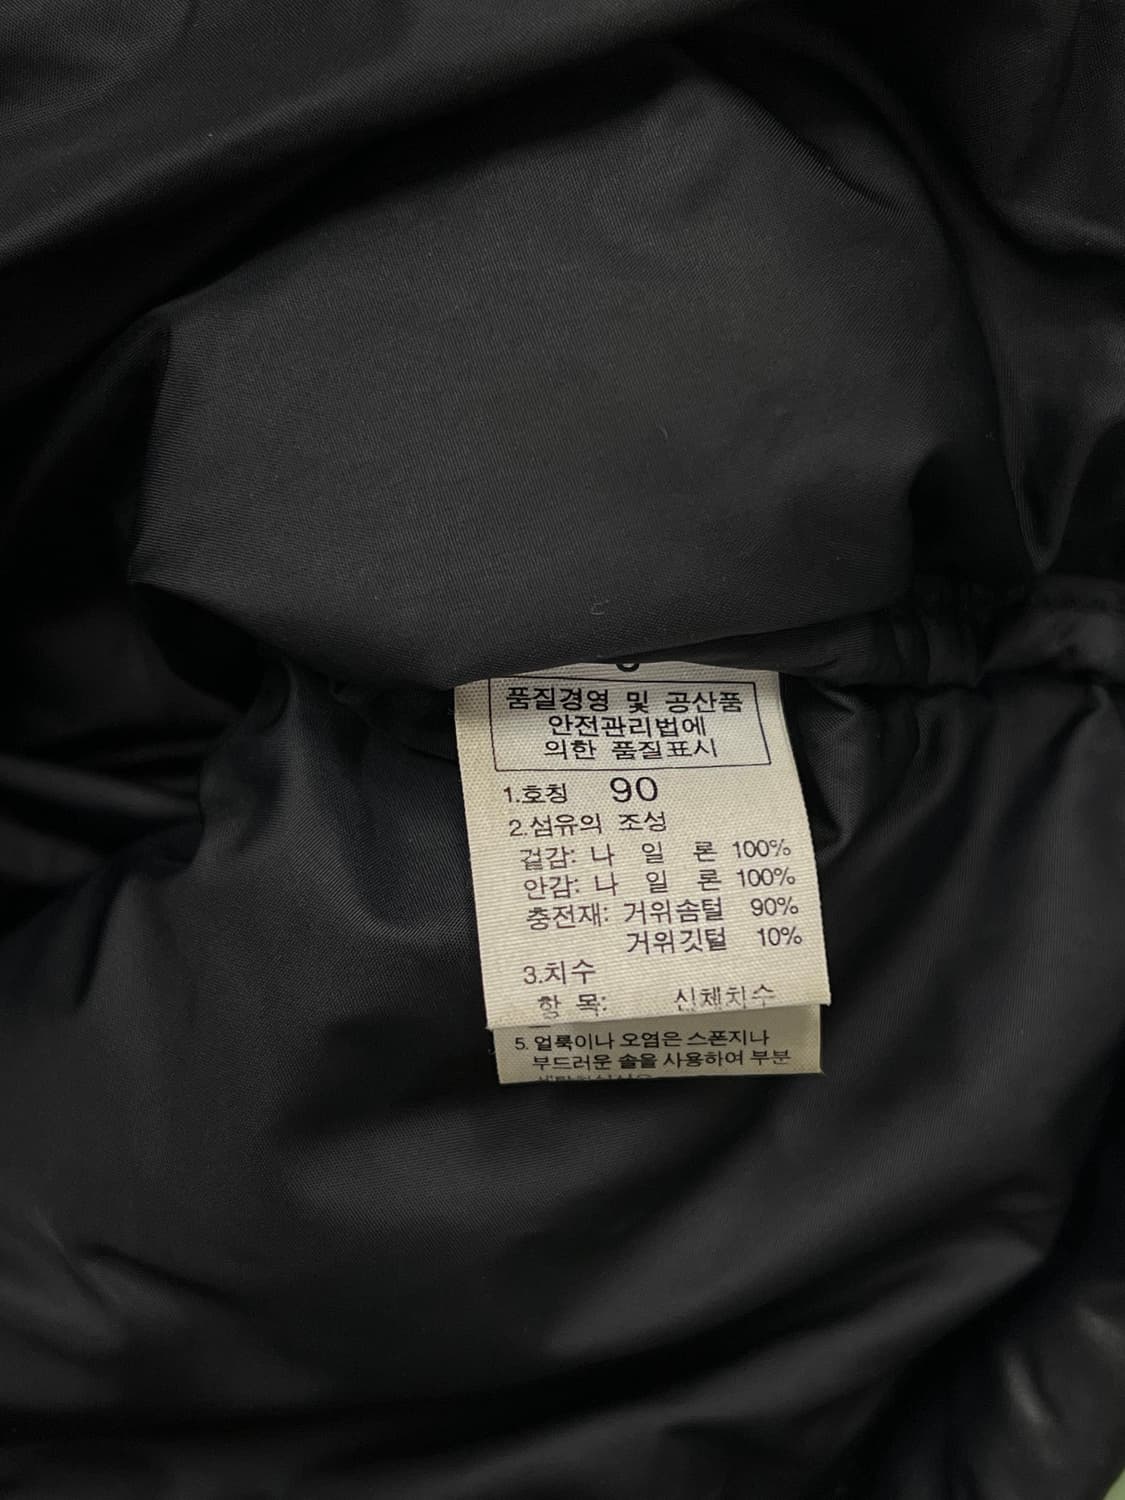 품질경영 및 공산품
안전관리법에
의한 품질표시
1.호칭 90
2.섬유의 조성
겉감: 나 일 론 100%
안감: 나 일 론 100%
충전재: 거위솜털 90%
거위깃털 10%
3.치수
항 목: 신체치수
5. 얼룩이나 오염은 스폰지나
부드러운 솔을 사용하여 부분